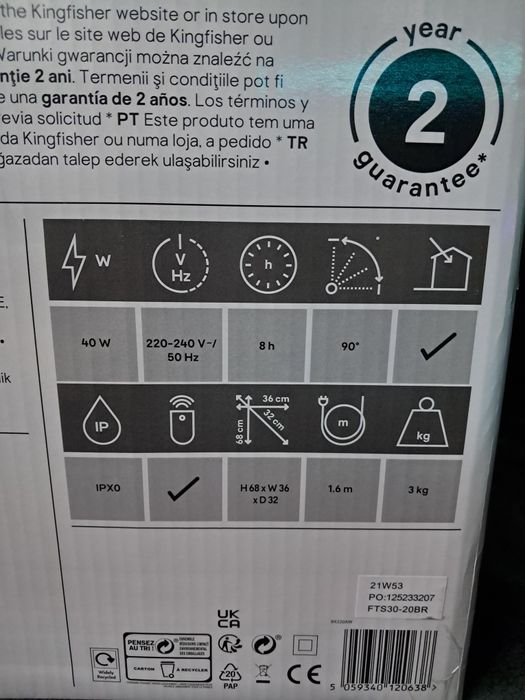 the Kingfisher website or in store upon
les sur le site web de Kingfisher ou
Warunki gwarancji można znaleźć na
nție 2 ani. Termenii și condițiile pot fi
e una garantía de 2 años. Los términos y
revia solicitud * PT Este produto tem uma
da Kingfisher ou numa loja, a pedido * TR
ğazadan talep ederek ulaşabilirsiniz •
year
2
guarantee*
E,
ik
W
V
Hz
h
40 W
220-240 V~/
50 Hz
8 h
90°
IP
36 cm
32 cm
68 cm
m
kg
IPX0
H 68 x W 36
x D 32
1.6 m
3 kg
21W53
PO:125233207
FTS30-20BR
UK
CA
PENSEZ
AU TRI !
CARTON
À RECYCLER
Widely
Recycled
20
PAP
CE
5 059340 120638 >